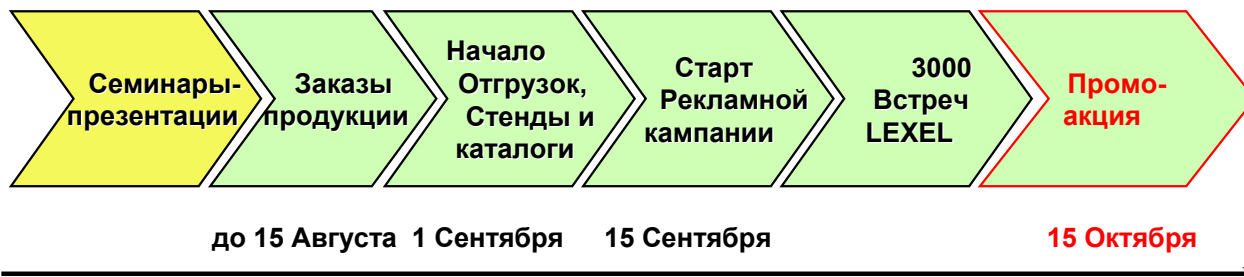 Семинары-
презентации
Заказы
продукции
Начало
Отгрузок,
Стенды и
каталоги
Старт
Рекламной
кампании
3000
Встреч
LEXEL
Промо-
акция
до 15 Августа 1 Сентября 15 Сентября 15 Октября